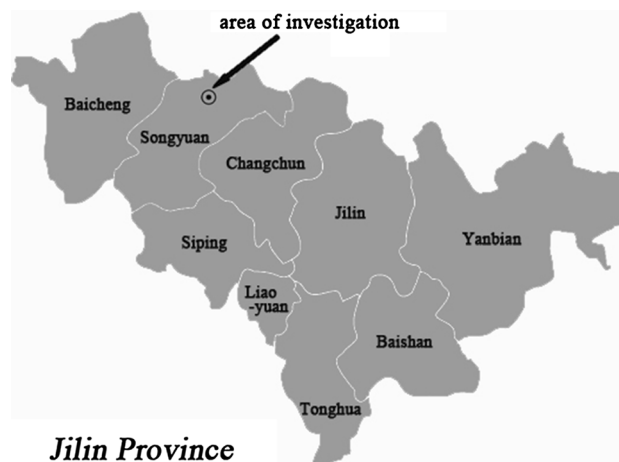 area of investigation
Baicheng
Songyuan
Changchun
Jilin
Yanbian
Siping
Liao
-yuan
Baishan
Tonghua
Jilin Province